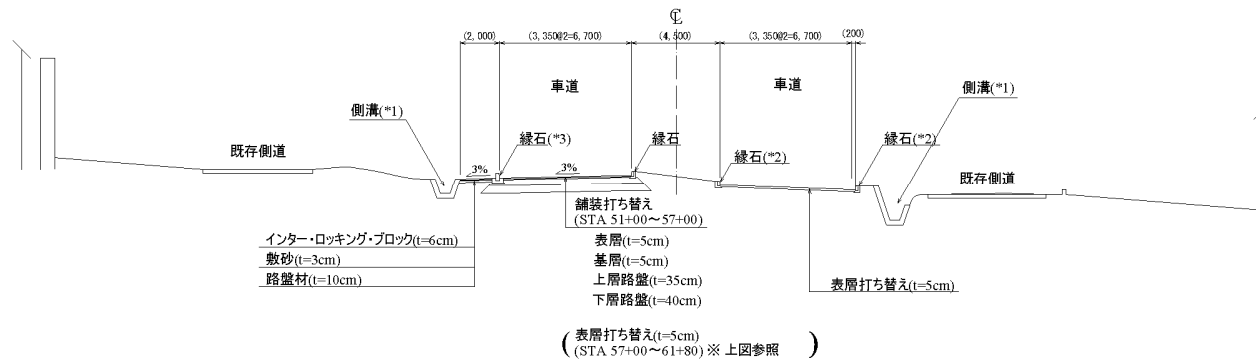 ℄
(2,000)
(3,350@2=6,700)
(4,500)
(3,350@2=6,700)
(200)
車道
車道
側溝(*1)
側溝(*1)
縁石(*3)
縁石
縁石(*2)
縁石(*2)
既存側道
既存側道
3%
3%
舗装打ち替え
(STA 51+00～57+00)
表層(t=5cm)
基層(t=5cm)
上層路盤(t=35cm)
下層路盤(t=40cm)
インター・ロッキング・ブロック(t=6cm)
敷砂(t=3cm)
路盤材(t=10cm)
表層打ち替え(t=5cm)
(表層打ち替え(t=5cm)
(STA 57+00～61+80) ※ 上図参照)